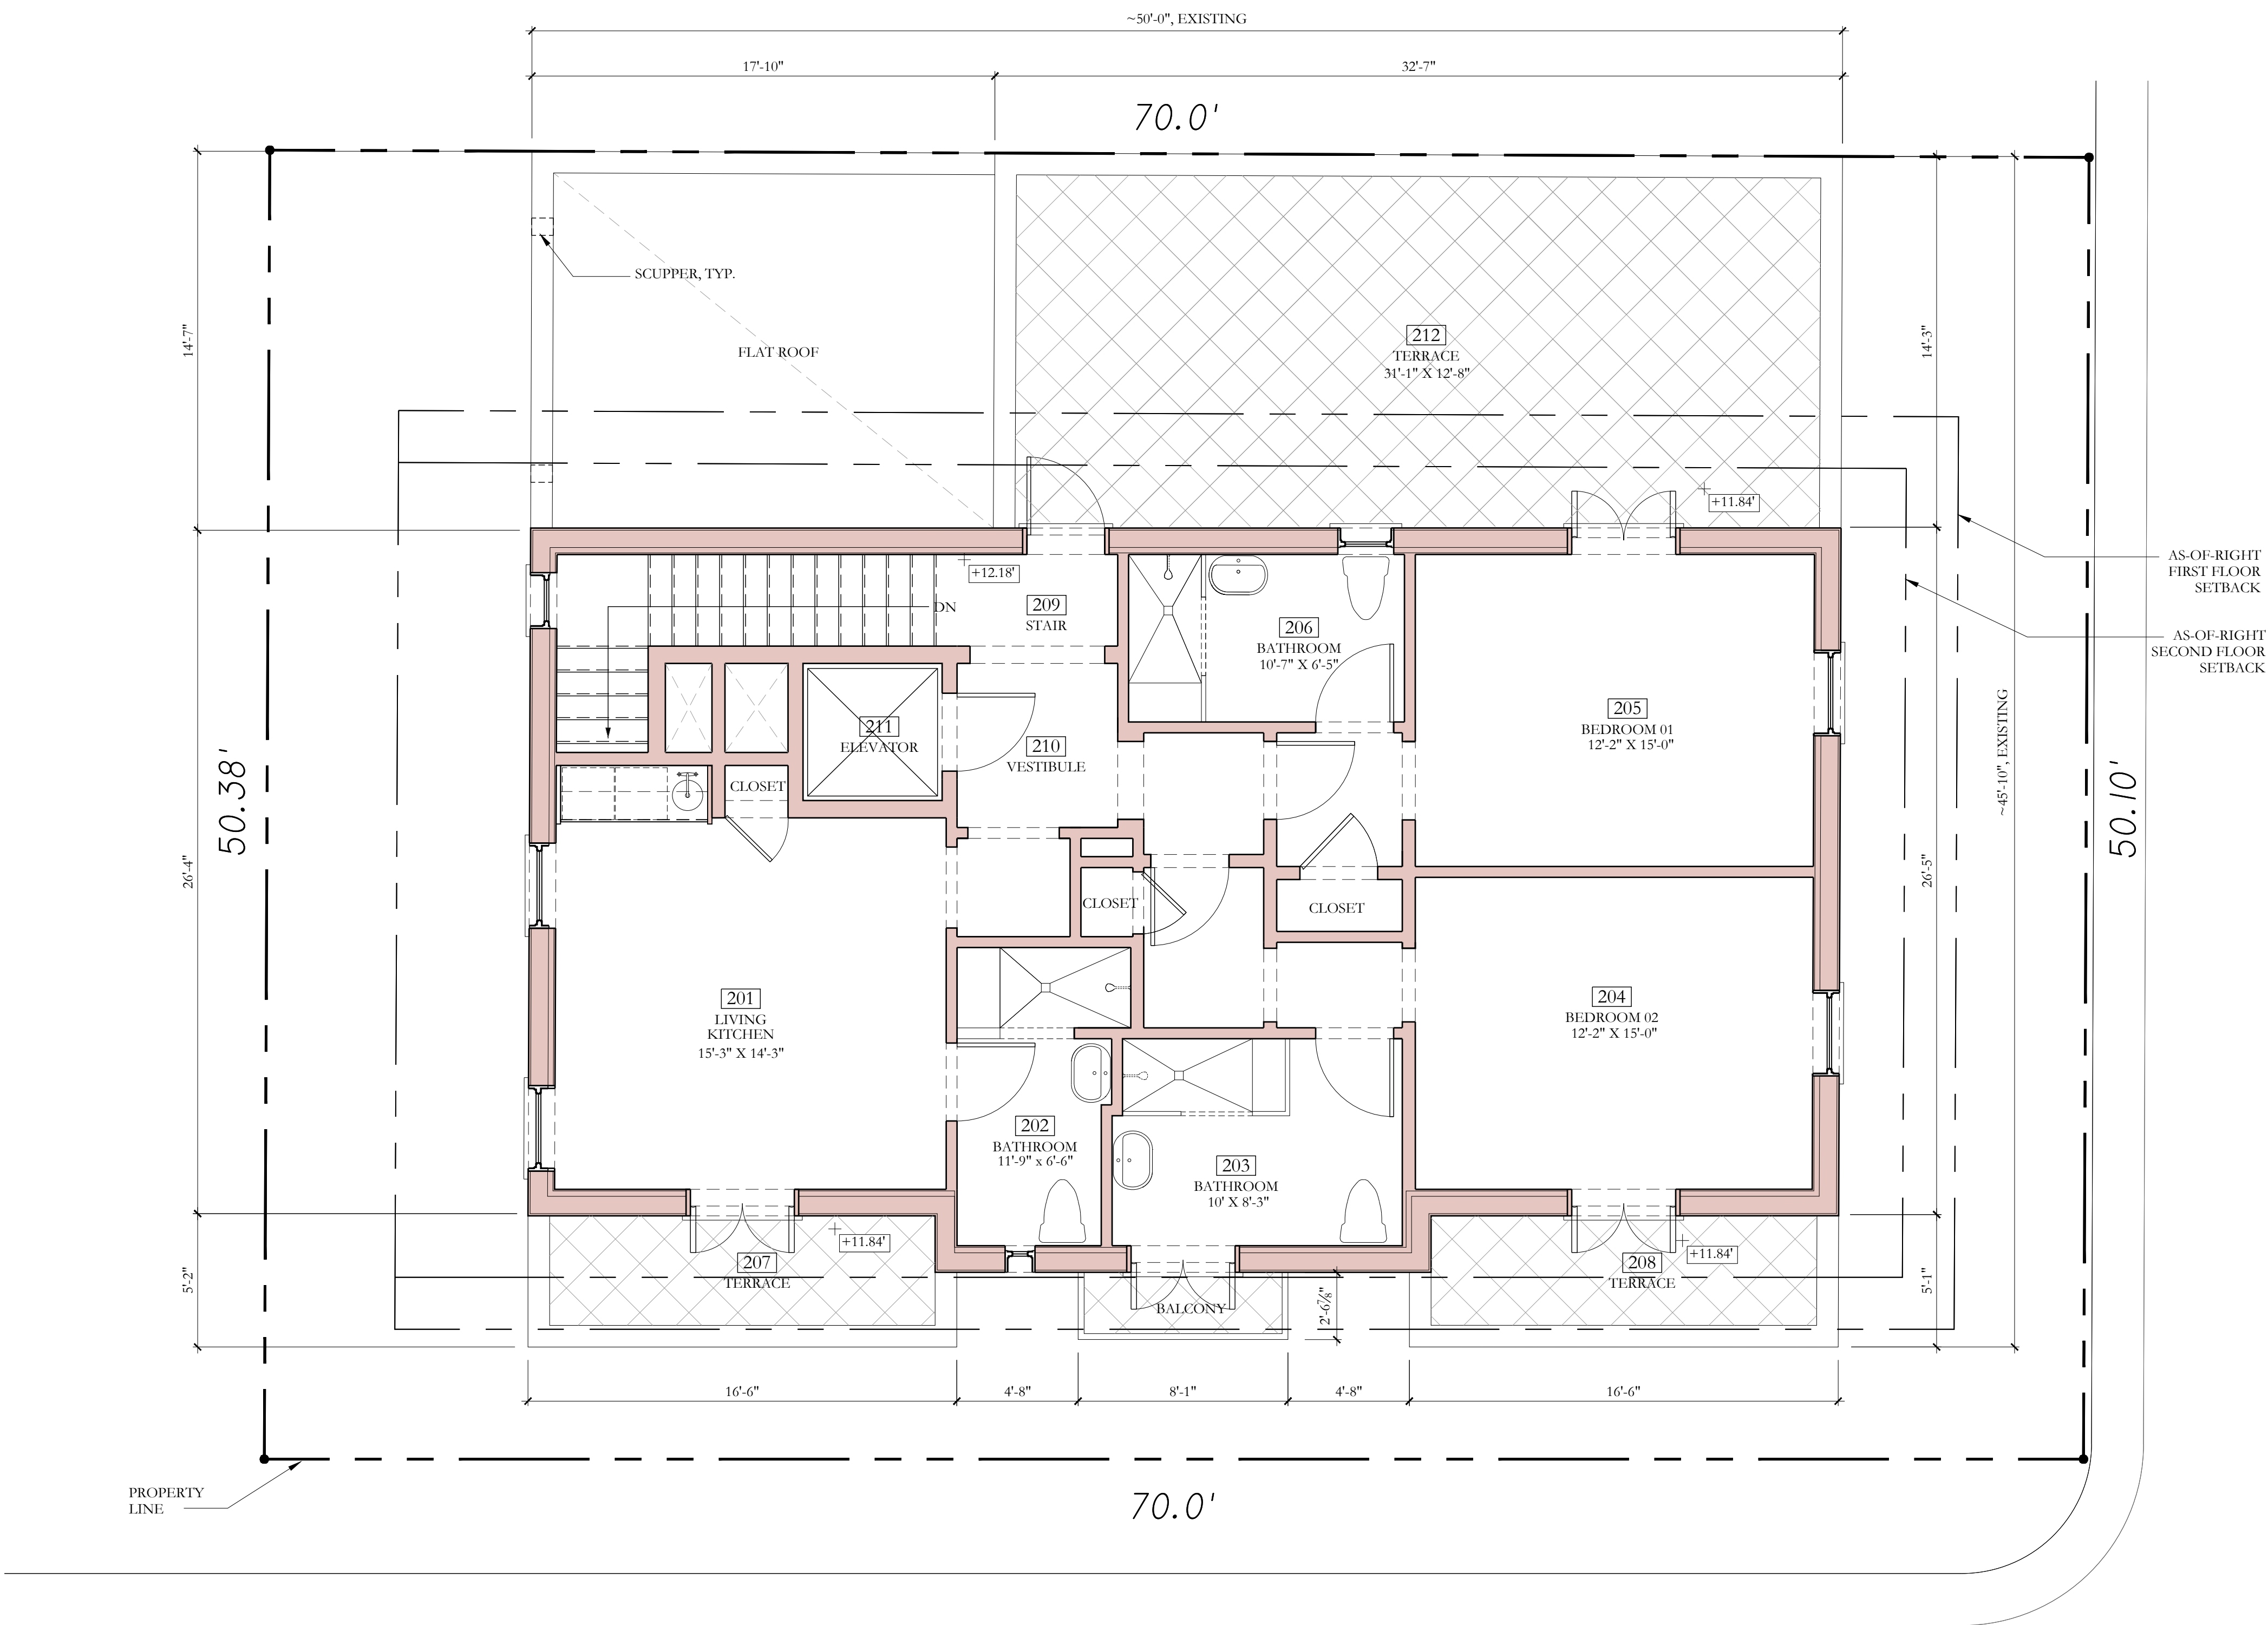 ~50'-0", EXISTING
17'-10"
32'-7"
70.0'
SCUPPER, TYP.
14'-7"
FLAT ROOF
212
TERRACE
31'-1" X 12'-8"
14'-3"
+11.84'
AS-OF-RIGHT
FIRST FLOOR
SETBACK
+12.18'
DN
209
STAIR
206
BATHROOM
10'-7" X 6'-5"
AS-OF-RIGHT
SECOND FLOOR
SETBACK
205
BEDROOM 01
12'-2" X 15'-0"
211
ELEVATOR
210
VESTIBULE
~45'-10", EXISTING
CLOSET
50.38'
50.10'
26'-4"
26'-5"
CLOSET
CLOSET
201
LIVING
KITCHEN
15'-3" X 14'-3"
204
BEDROOM 02
12'-2" X 15'-0"
202
BATHROOM
11'-9" x 6'-6"
203
BATHROOM
10' X 8'-3"
+11.84'
207
TERRACE
5'-2"
BALCONY
2'-6⅞"
+11.84'
208
TERRACE
5'-1"
16'-6"
4'-8"
8'-1"
4'-8"
16'-6"
PROPERTY
LINE
70.0'